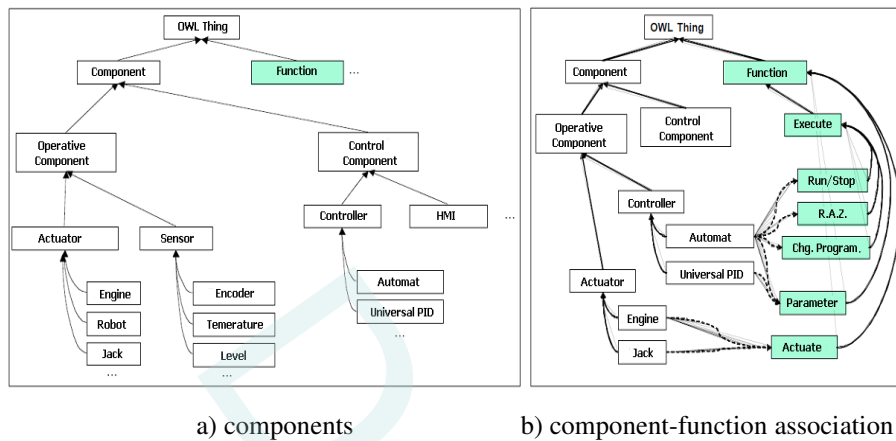 OWL Thing
Component
Function
...
Operative
Component
Control
Component
Controller
HMI
...
Actuator
Sensor
Engine
Robot
Jack
...
Encoder
Temerature
Level
...
Automat
Universal PID
...
a) components
OWL Thing
Component
Function
Operative
Component
Control
Component
Execute
Controller
Automat
Universal PID
Run/Stop
R.A.Z.
Chg. Program.
Parameter
Actuator
Engine
Jack
Actuate
b) component-function association